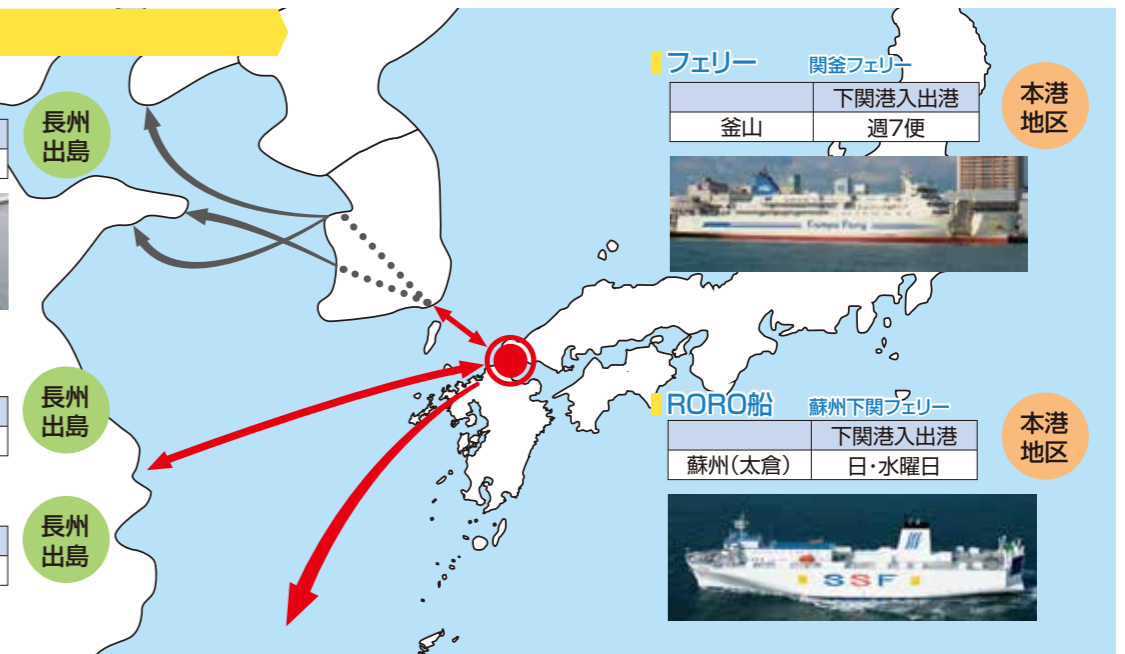 フェリー 関釜フェリー
下関港入出港
釜山 週7便
本港
地区
長州
出島
RORO船 蘇州下関フェリー
下関港入出港
蘇州(太倉) 日・水曜日
本港
地区
SSF
長州
出島
長州
出島